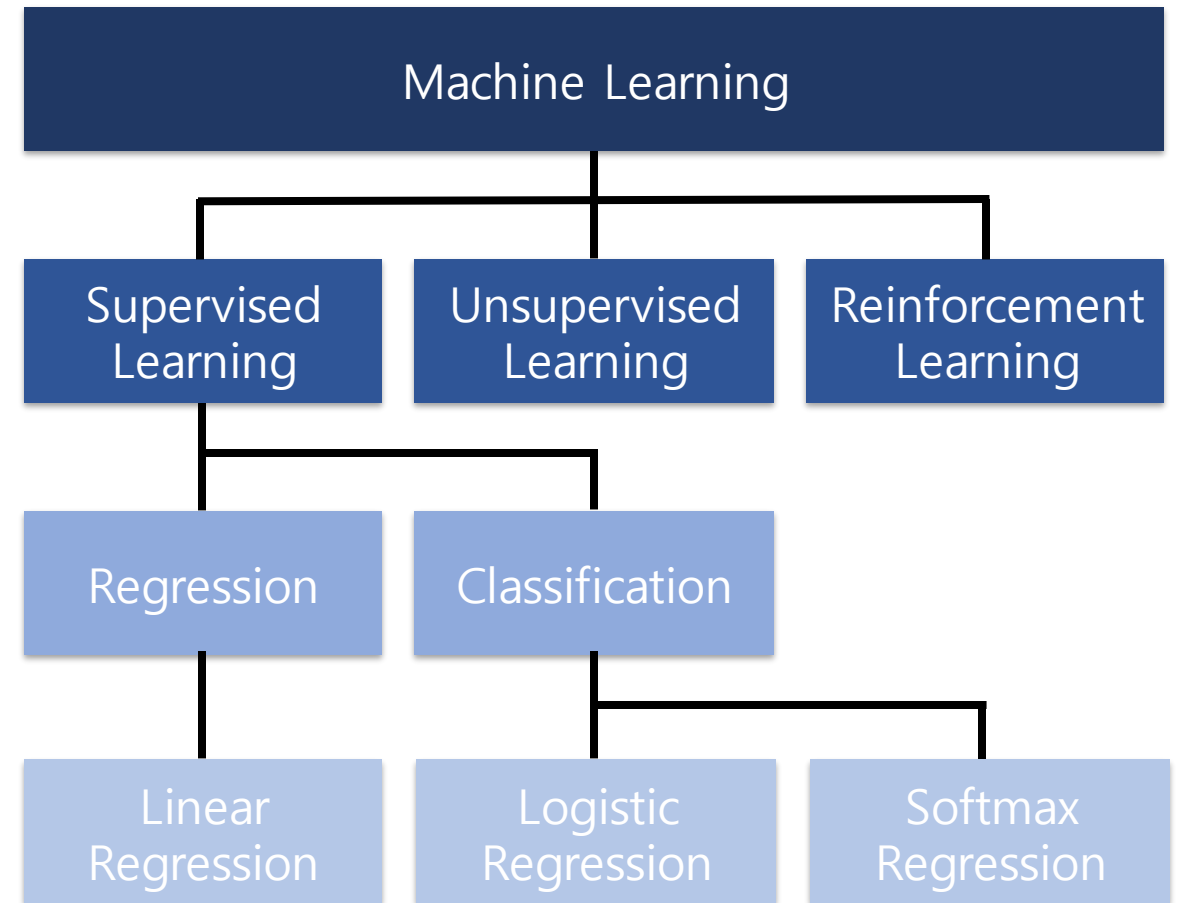 Machine Learning
Supervised
Learning
Unsupervised
Learning
Reinforcement
Learning
Regression
Classification
Linear
Regression
Logistic
Regression
Softmax
Regression